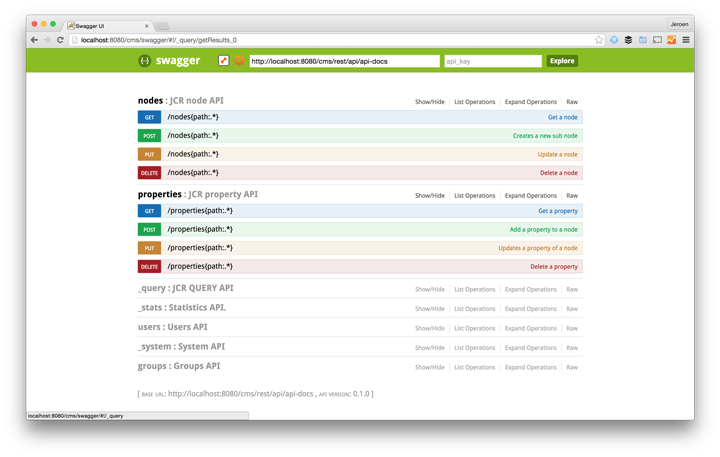 Swagger UI
Jeroen
localhost:8080/cms/swagger/#!/_query/getResults_0
swagger http://localhost:8080/cms/rest/api/api-docs api_key Explore
nodes : JCR node API Show/Hide List Operations Expand Operations Raw
GET /nodes{path:.*} Get a node
POST /nodes{path:.*} Creates a new sub node
PUT /nodes{path:.*} Update a node
DELETE /nodes{path:.*} Delete a node
properties : JCR property API Show/Hide List Operations Expand Operations Raw
GET /properties{path:.*} Get a property
POST /properties{path:.*} Add a property to a node
PUT /properties{path:.*} Updates a property of a node
DELETE /properties{path:.*} Delete a property
_query : JCR QUERY API Show/Hide List Operations Expand Operations Raw
_stats : Statistics API. Show/Hide List Operations Expand Operations Raw
users : Users API Show/Hide List Operations Expand Operations Raw
_system : System API Show/Hide List Operations Expand Operations Raw
groups : Groups API Show/Hide List Operations Expand Operations Raw
[ BASE URL: http://localhost:8080/cms/rest/api/api-docs , API VERSION: 0.1.0 ]
localhost:8080/cms/swagger/#!/_query